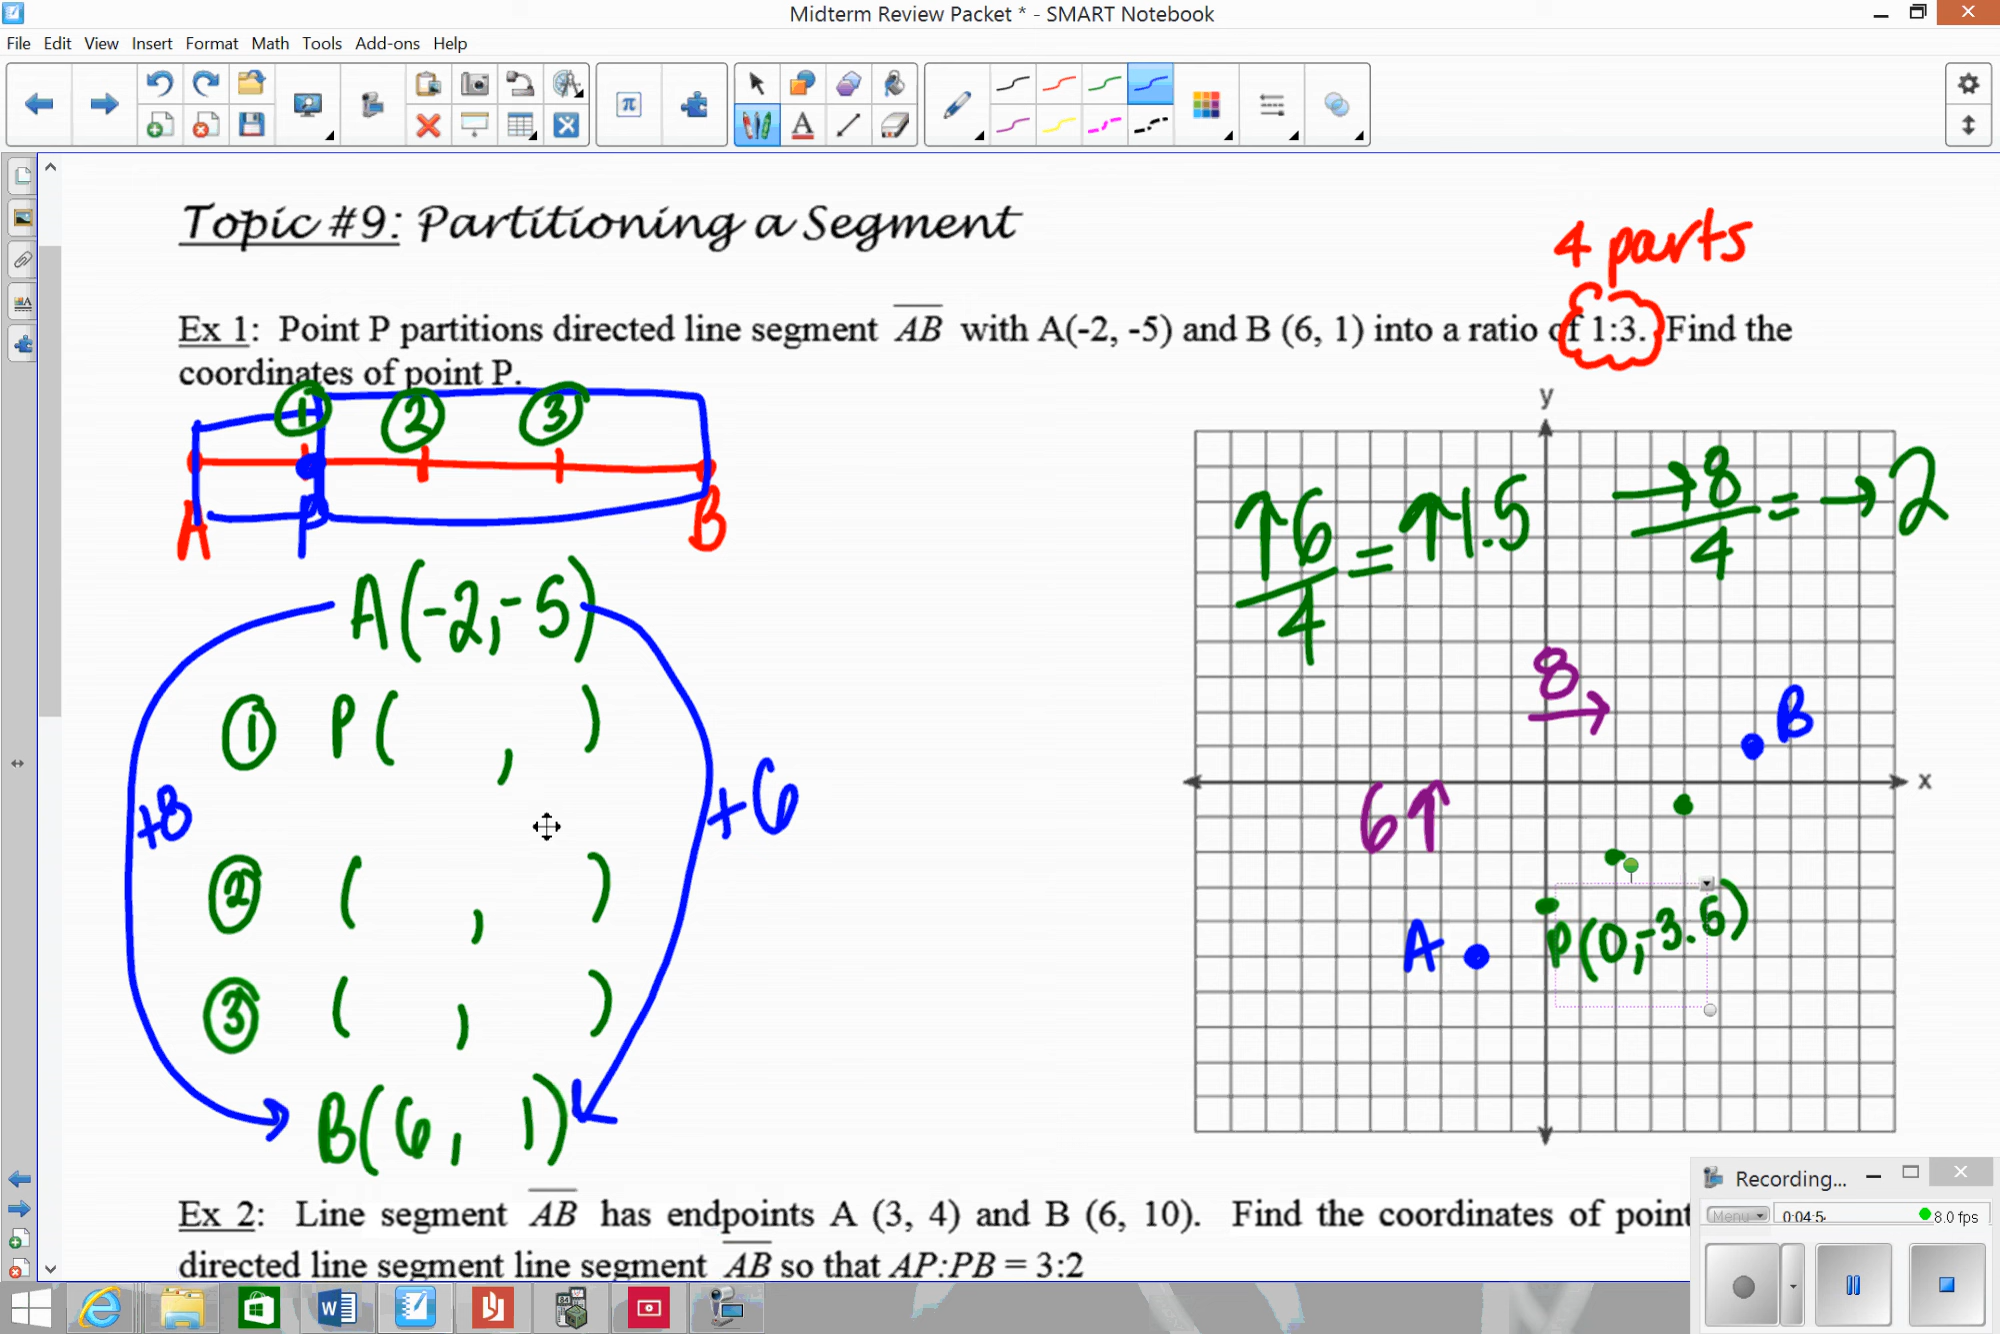 Midterm Review Packet * - SMART Notebook
File Edit View Insert Format Math Tools Add-ons Help
Topic #9: Partitioning a Segment
4 parts
Ex 1: Point P partitions directed line segment AB with A(-2, -5) and B (6, 1) into a ratio of 1:3. Find the
coordinates of point P.
1 2 3
A P B
A(-2,-5)
1 P( , )
+8 +6
2 ( , )
3 ( , )
B(6, 1)
y
↑6/4 = ↑1.5
→8/4 = →2
8
→
B
x
6↑
A
P(0,-3.5)
Ex 2: Line segment AB has endpoints A (3, 4) and B (6, 10). Find the coordinates of point
directed line segment line segment AB so that AP:PB = 3:2
Recording...
Menu 0:04:5 8.0 fps